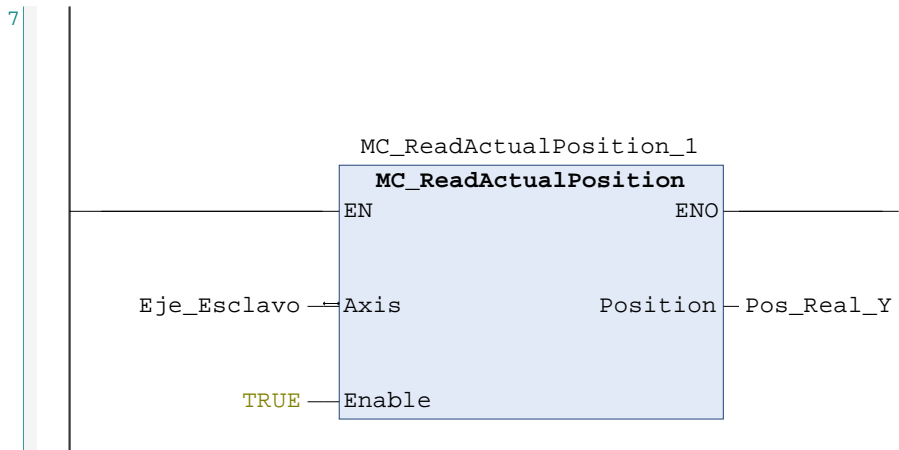 7
MC_ReadActualPosition_1
MC_ReadActualPosition
EN ENO
Eje_Esclavo Axis Position Pos_Real_Y
TRUE Enable